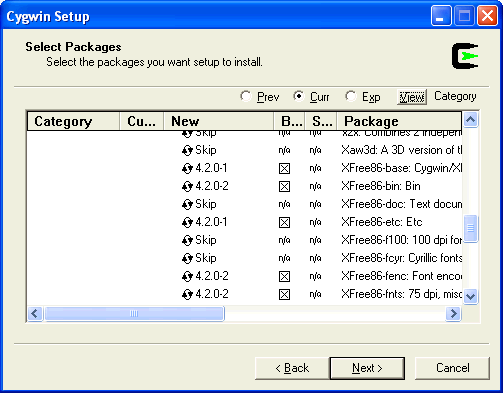 Cygwin Setup
Select Packages
Select the packages you want setup to install.
Prev Curr Exp View Category
Category Cu... New B... S... Package
Skip n/a n/a x2x: Combines 2 independ
Skip n/a n/a Xaw3d: A 3D version of th
4.2.0-1 n/a XFree86-base: Cygwin/XF
4.2.0-2 n/a XFree86-bin: Bin
Skip n/a n/a XFree86-doc: Text docum
4.2.0-1 n/a XFree86-etc: Etc
Skip n/a n/a XFree86-f100: 100 dpi fon
Skip n/a n/a XFree86-fcyr: Cyrillic fonts
4.2.0-2 n/a XFree86-fenc: Font encod
4.2.0-2 n/a XFree86-fnts: 75 dpi, misc
< Back Next > Cancel